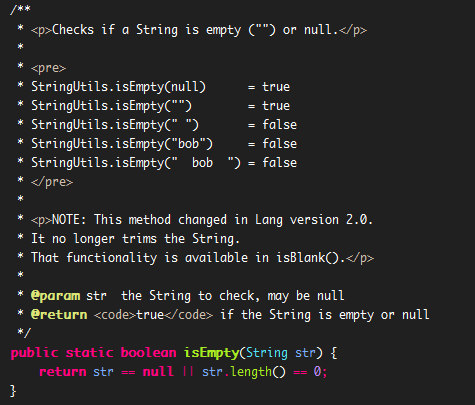 /**
 * <p>Checks if a String is empty ("") or null.</p>
 *
 * <pre>
 * StringUtils.isEmpty(null)      = true
 * StringUtils.isEmpty("")        = true
 * StringUtils.isEmpty(" ")       = false
 * StringUtils.isEmpty("bob")     = false
 * StringUtils.isEmpty("  bob  ") = false
 * </pre>
 *
 * <p>NOTE: This method changed in Lang version 2.0.
 * It no longer trims the String.
 * That functionality is available in isBlank().</p>
 *
 * @param str  the String to check, may be null
 * @return <code>true</code> if the String is empty or null
 */
public static boolean isEmpty(String str) {
    return str == null || str.length() == 0;
}